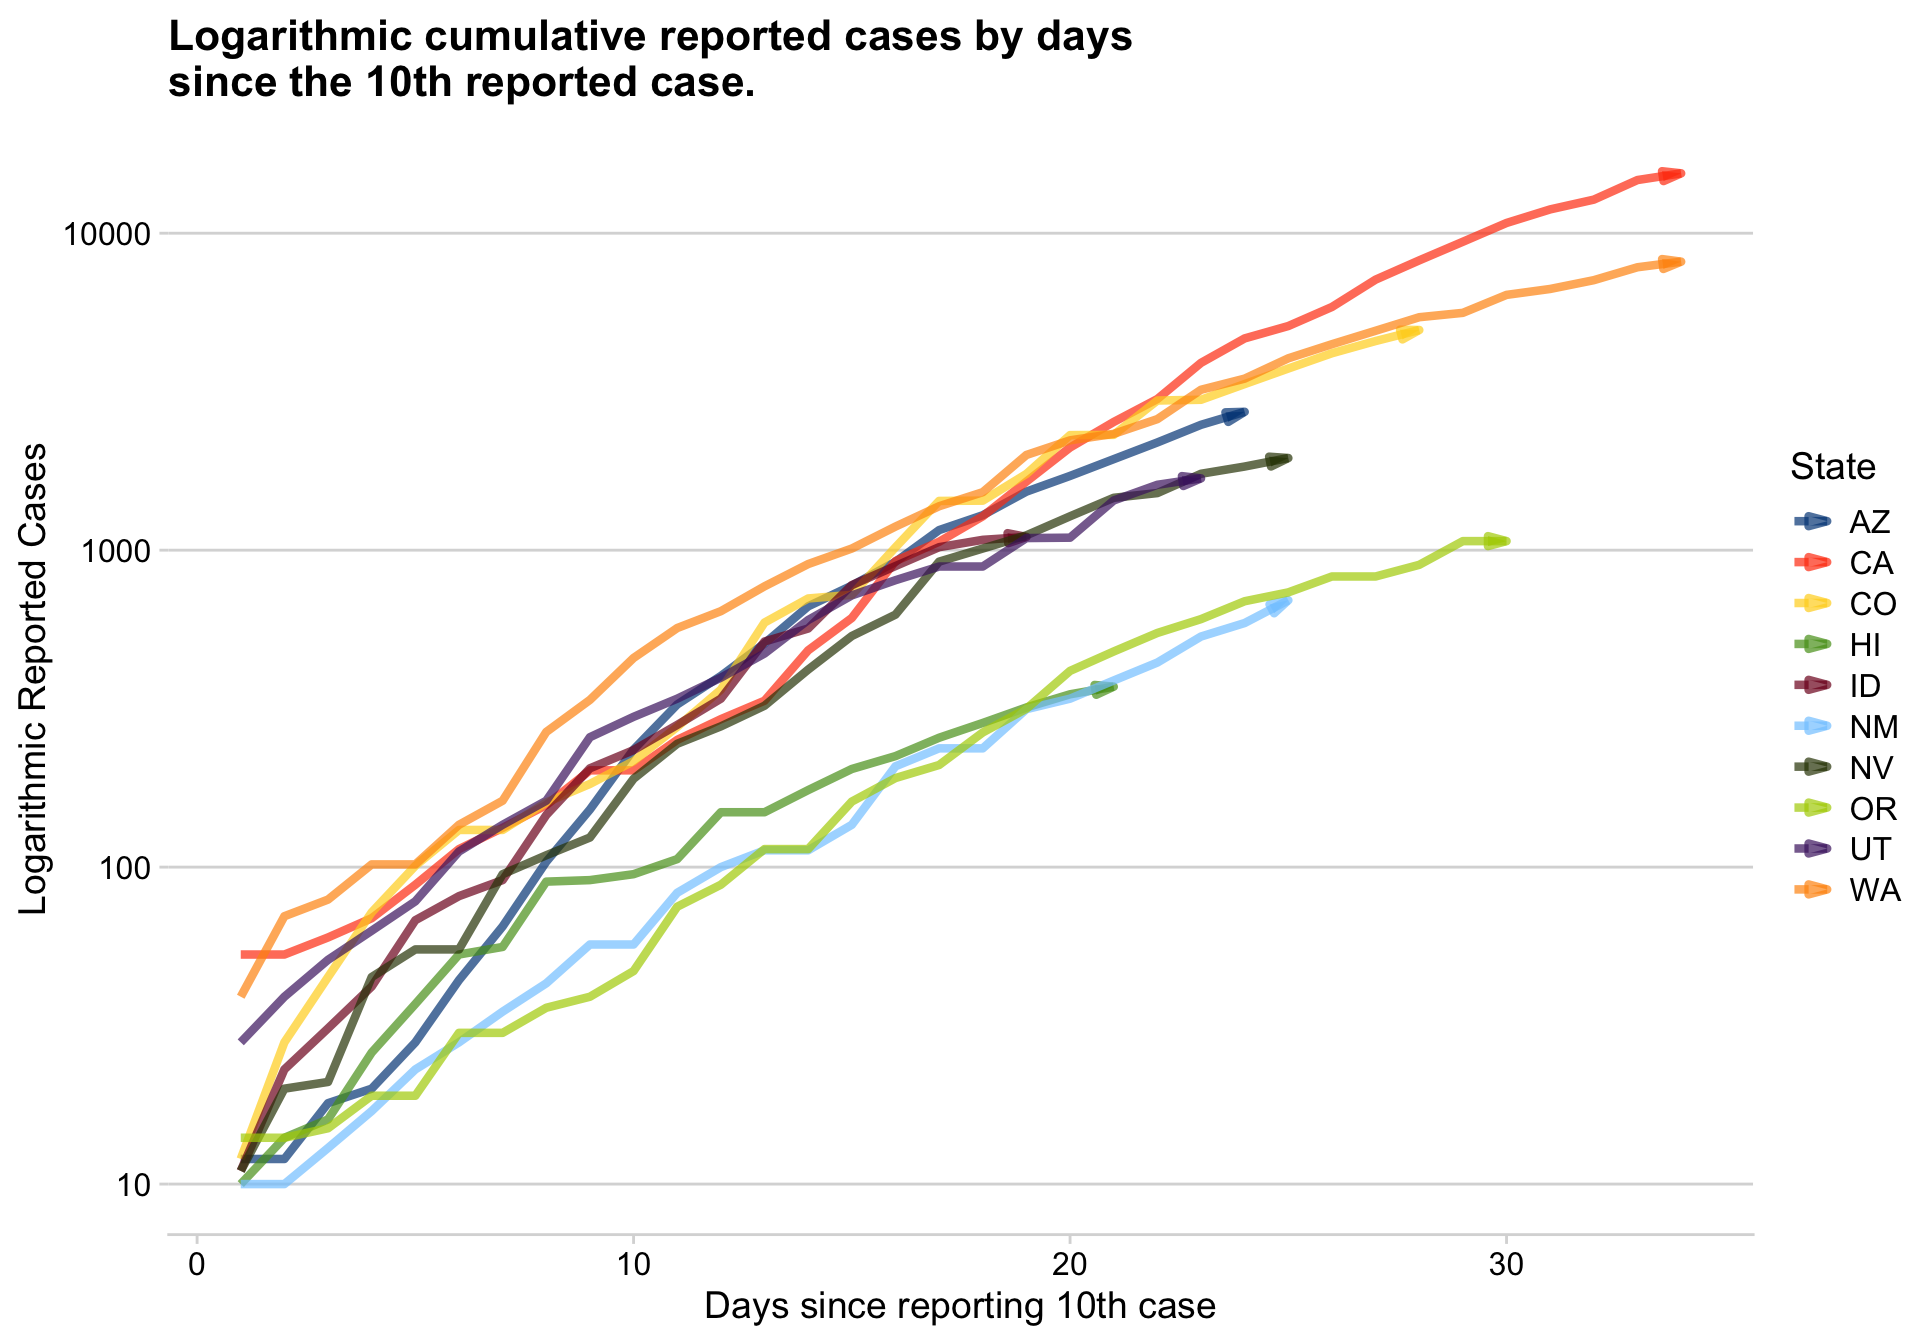 Logarithmic cumulative reported cases by days
since the 10th reported case.
10000
1000
100
10
Logarithmic Reported Cases
0 10 20 30
Days since reporting 10th case
State
AZ
CA
CO
HI
ID
NM
NV
OR
UT
WA